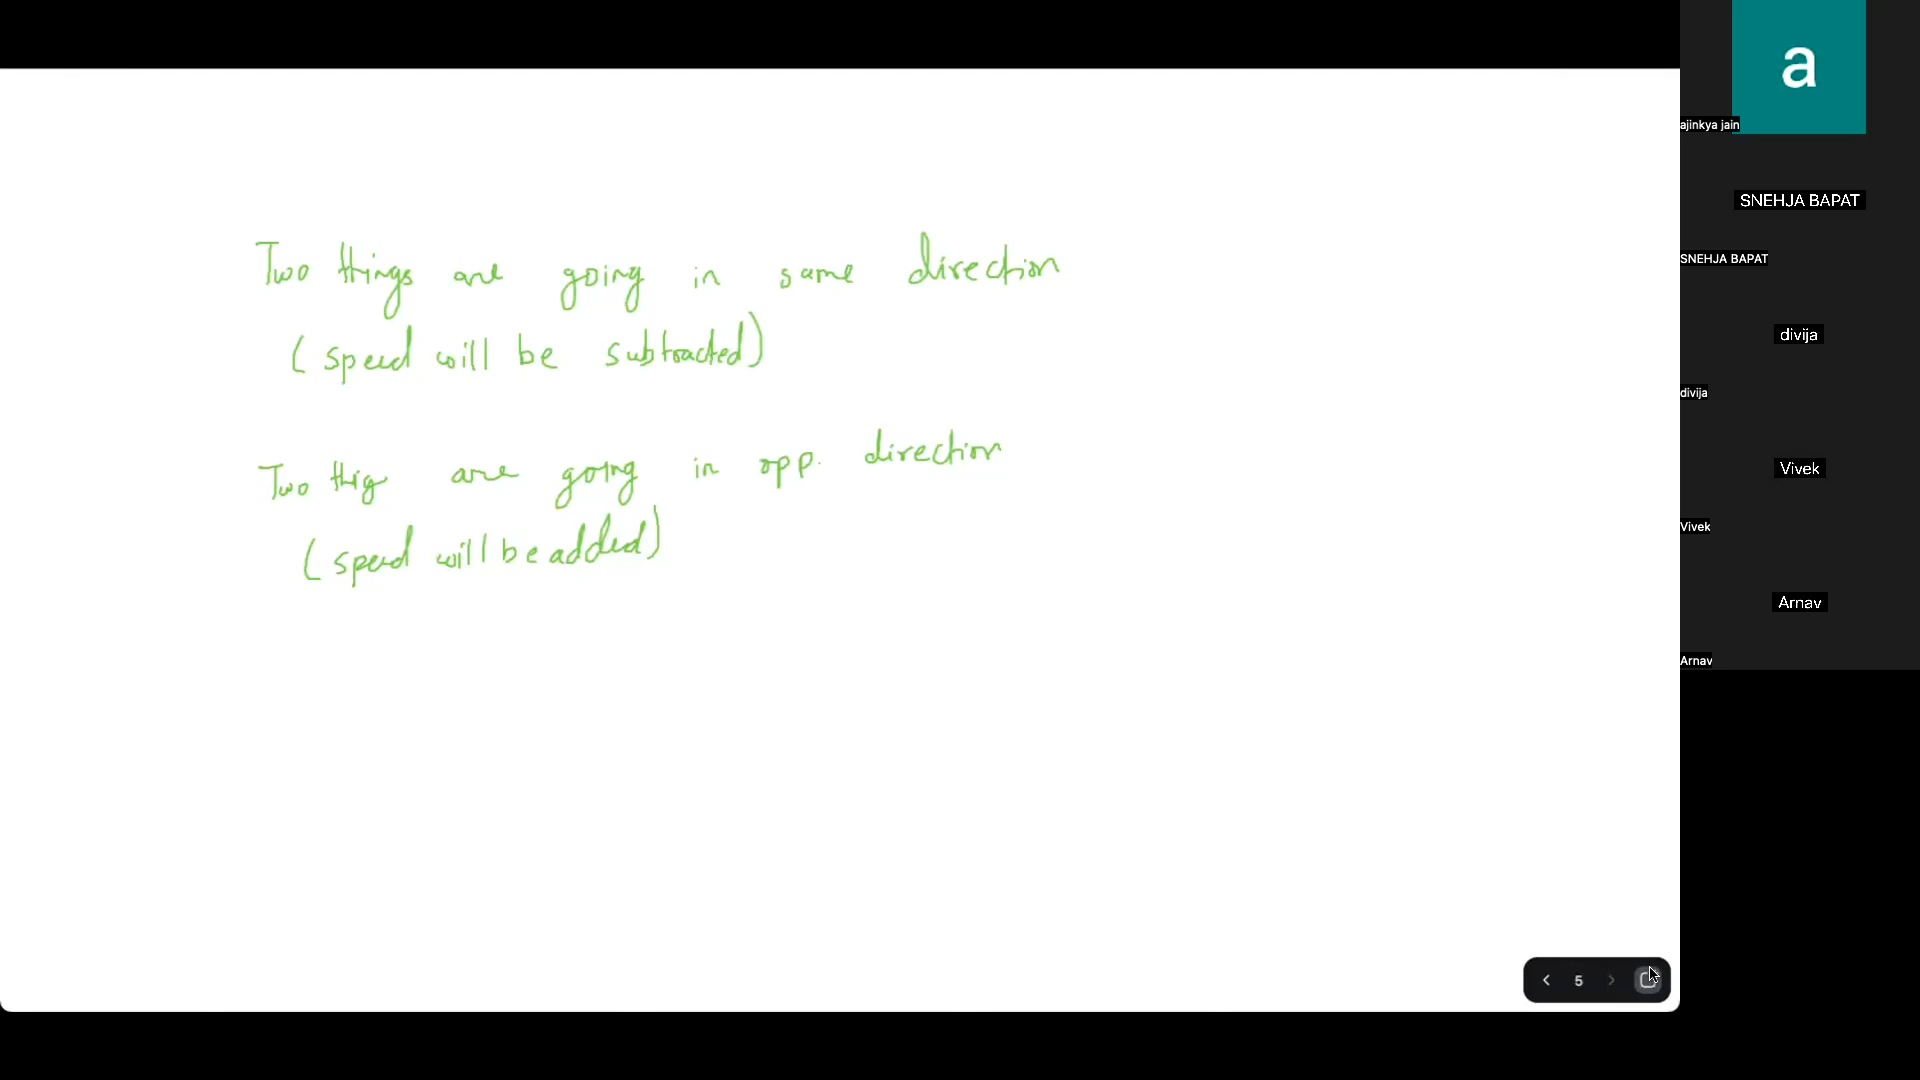 Two things are going in same direction
(speed will be subtracted)
Two thig are going in opp. direction
(speed will be added)
a
ajinkya jain
SNEHJA BAPAT
SNEHJA BAPAT
divija
divija
Vivek
Vivek
Arnav
Arnav
5